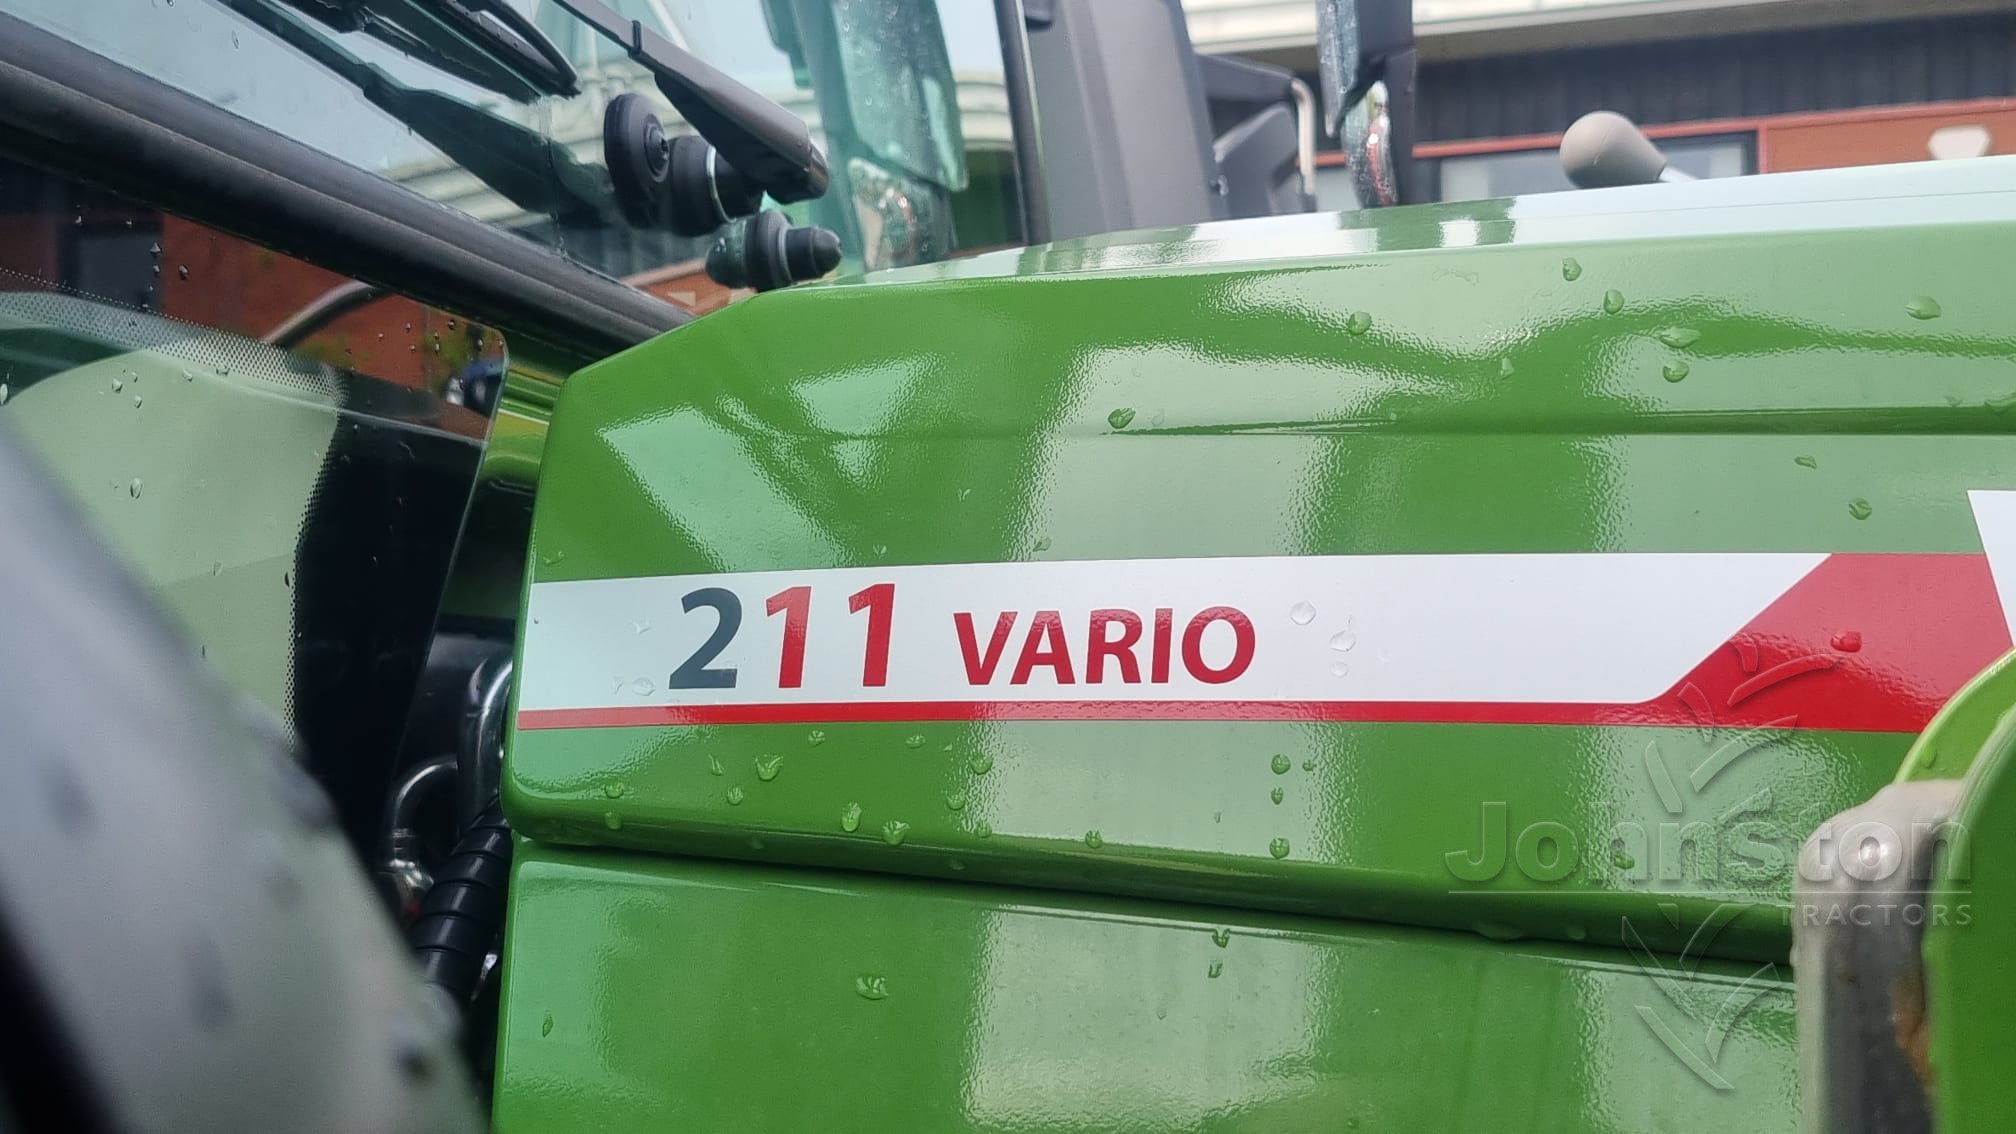 211 VARIO
Johnston
TRACTORS